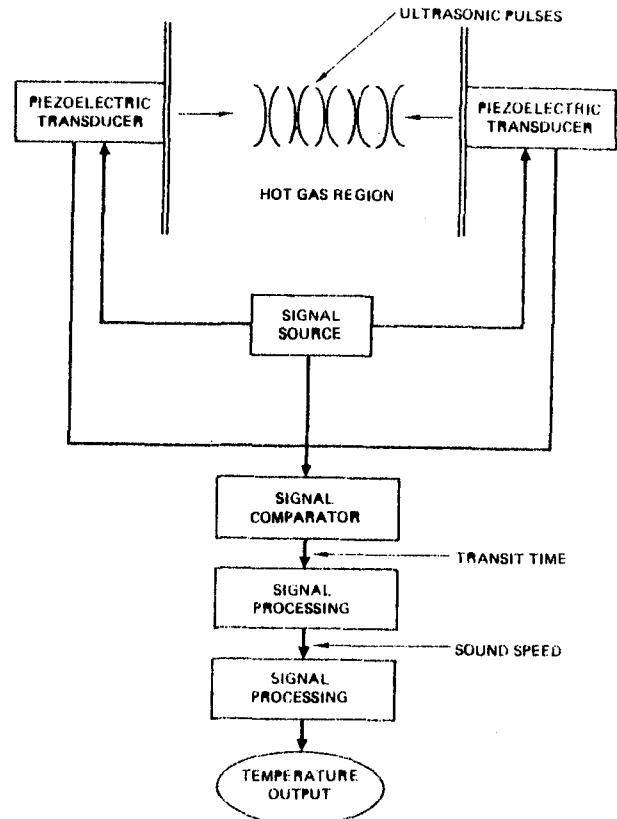 ULTRASONIC PULSES
PIEZOELECTRIC
TRANSDUCER
PIEZOELECTRIC
TRANSDUCER
HOT GAS REGION
SIGNAL
SOURCE
SIGNAL
COMPARATOR
TRANSIT TIME
SIGNAL
PROCESSING
SOUND SPEED
SIGNAL
PROCESSING
TEMPERATURE
OUTPUT